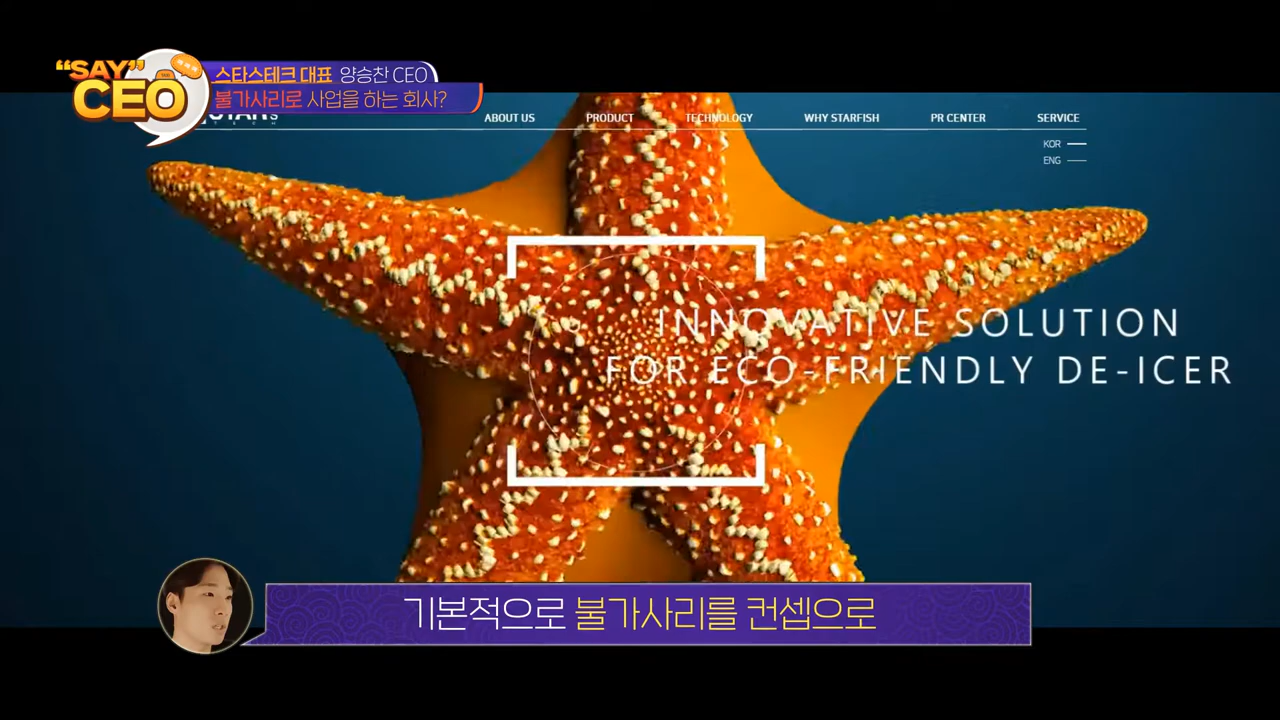 “SAY”
CEO
스타스테크 대표 양승찬 CEO
불가사리로 사업을 하는 회사?
ABOUT US PRODUCT TECHNOLOGY WHY STARFISH PR CENTER SERVICE
KOR
ENG
INNOVATIVE SOLUTION
FOR ECO-FRIENDLY DE-ICER
기본적으로 불가사리를 컨셉으로